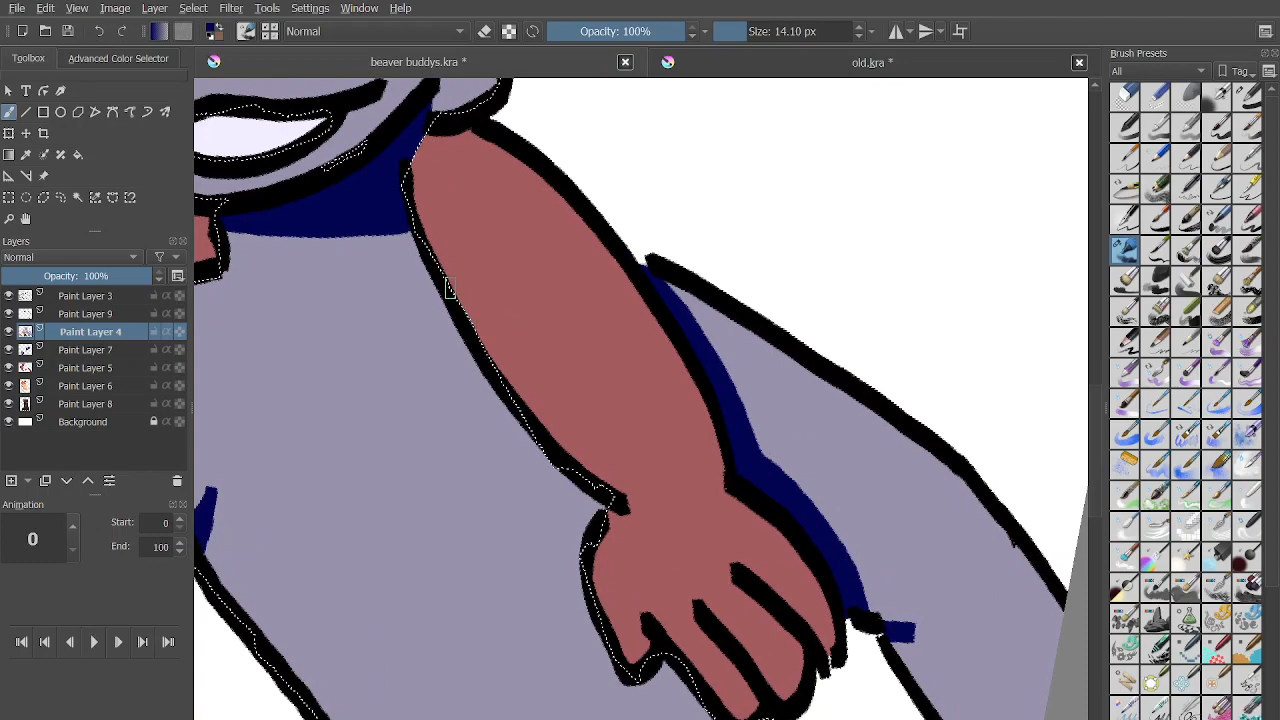 File Edit View Image Layer Select Filter Tools Settings Window Help
Normal Opacity: 100% Size: 14.10 px
Toolbox Advanced Color Selector
beaver buddys.kra * old.kra *
Brush Presets
All Tag
Layers
Normal
Opacity: 100%
Paint Layer 3
Paint Layer 9
Paint Layer 4
Paint Layer 7
Paint Layer 5
Paint Layer 6
Paint Layer 8
Background
Animation
0 Start: 0
End: 100